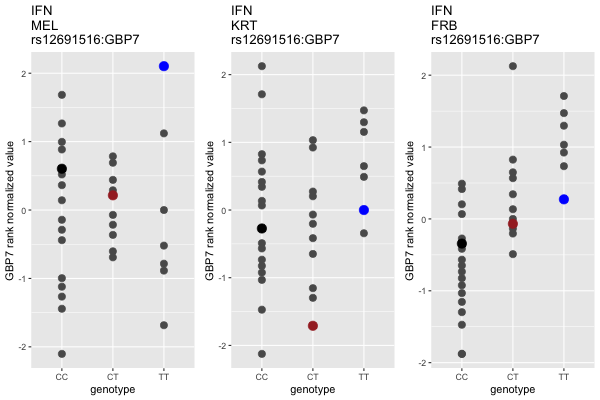 IFN
MEL
rs12691516:GBP7
GBP7 rank normalized value
2
1
0
-1
-2
CC
CT
TT
genotype
IFN
KRT
rs12691516:GBP7
GBP7 rank normalized value
2
1
0
-1
-2
CC
CT
TT
genotype
IFN
FRB
rs12691516:GBP7
GBP7 rank normalized value
2
1
0
-1
-2
CC
CT
TT
genotype